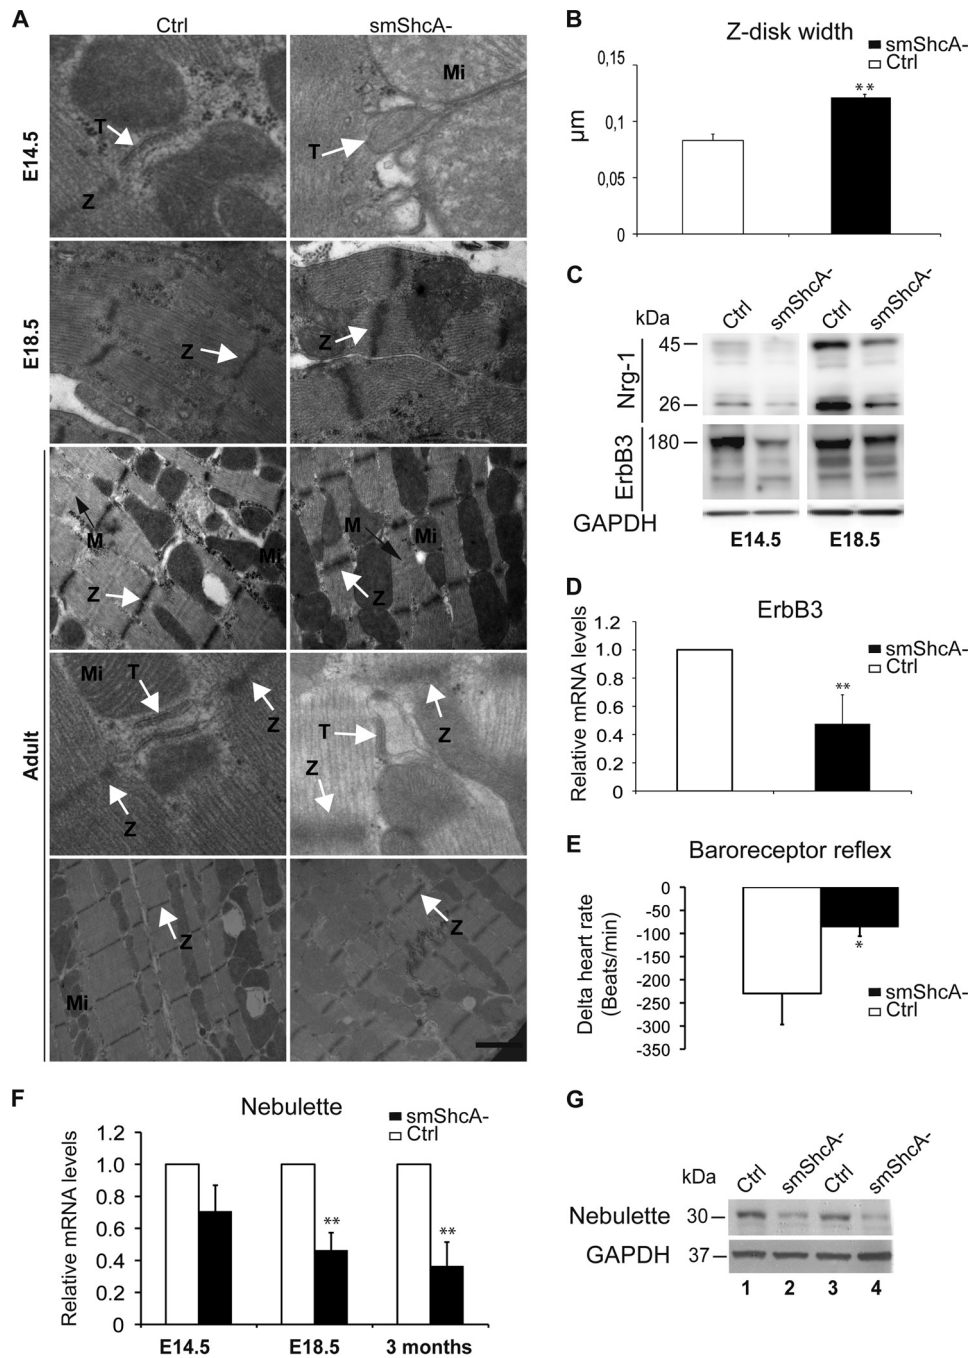 A
Ctrl
smShcA-
E14.5
T
Z
Mi
T
E18.5
Z
Z
Adult
M
Z
Mi
M
Mi
Z
Mi
T
Z
Z
T
Z
Z
Z
Mi
Z
B
Z-disk width
smShcA-
Ctrl
µm
0,15
0,1
0,05
0
**
C
kDa
Ctrl
smShcA-
Ctrl
smShcA-
Nrg-1
45
26
ErbB3
180
GAPDH
E14.5
E18.5
D
ErbB3
smShcA-
Ctrl
Relative mRNA levels
1.2
1
0.8
0.6
0.4
0.2
0
**
E
Baroreceptor reflex
Delta heart rate
(Beats/min)
0
-50
-100
-150
-200
-250
-300
-350
*
smShcA-
Ctrl
F
Nebulette
smShcA-
Ctrl
Relative mRNA levels
1.2
1.0
0.8
0.6
0.4
0.2
0
**
**
E14.5
E18.5
3 months
G
kDa
Ctrl
smShcA-
Ctrl
smShcA-
Nebulette
30
GAPDH
37
1
2
3
4